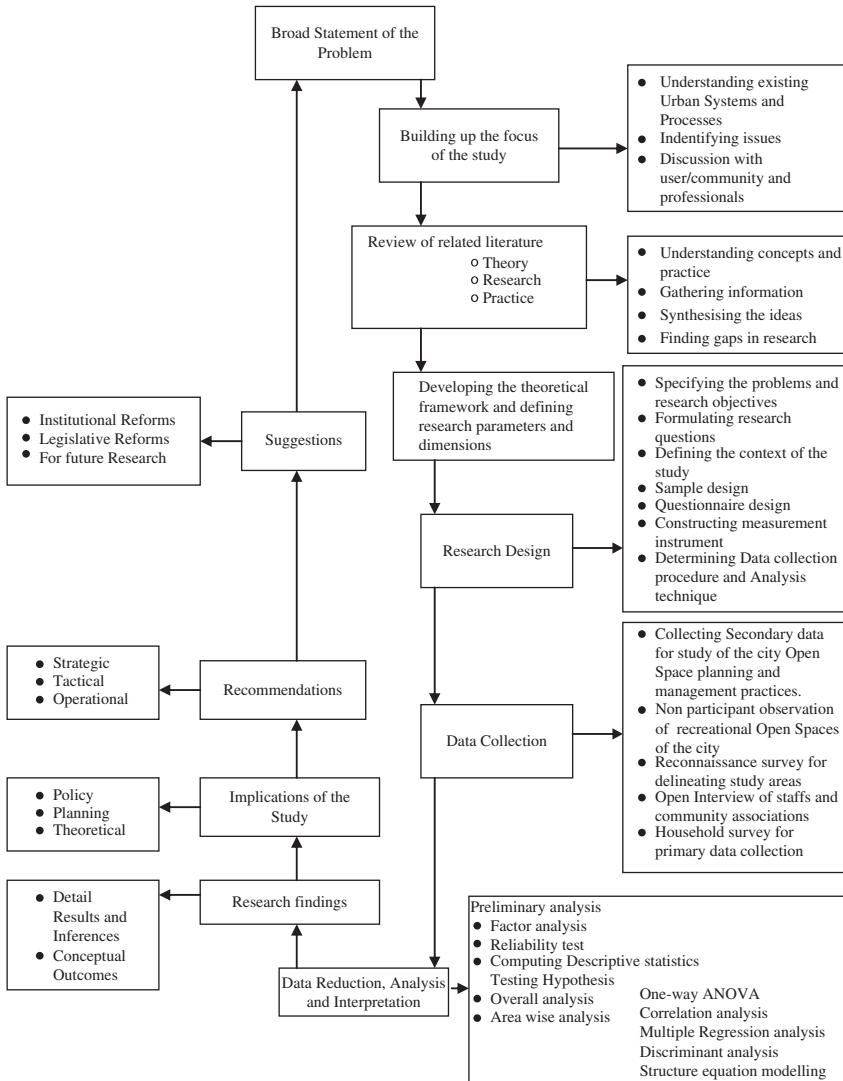 Broad Statement of the
Problem
Building up the focus
of the study
● Understanding existing
Urban Systems and
Processes
● Indentifying issues
● Discussion with
user/community and
professionals
Review of related literature
o Theory
o Research
o Practice
● Understanding concepts and
practice
● Gathering information
● Synthesising the ideas
● Finding gaps in research
Developing the theoretical
framework and defining
research parameters and
dimensions
● Specifying the problems and
research objectives
● Formulating research
questions
● Defining the context of the
study
● Sample design
● Questionnaire design
● Constructing measurement
instrument
● Determining Data collection
procedure and Analysis
technique
Research Design
● Institutional Reforms
● Legislative Reforms
● For future Research
Suggestions
● Collecting Secondary data
for study of the city Open
Space planning and
management practices.
● Non participant observation
of recreational Open Spaces
of the city
● Reconnaissance survey for
delineating study areas
● Open Interview of staffs and
community associations
● Household survey for
primary data collection
Data Collection
● Strategic
● Tactical
● Operational
Recommendations
● Policy
● Planning
● Theoretical
Implications of the
Study
● Detail
Results and
Inferences
● Conceptual
Outcomes
Research findings
Data Reduction, Analysis
and Interpretation
Preliminary analysis
● Factor analysis
● Reliability test
● Computing Descriptive statistics
Testing Hypothesis
● Overall analysis
● Area wise analysis
One-way ANOVA
Correlation analysis
Multiple Regression analysis
Discriminant analysis
Structure equation modelling